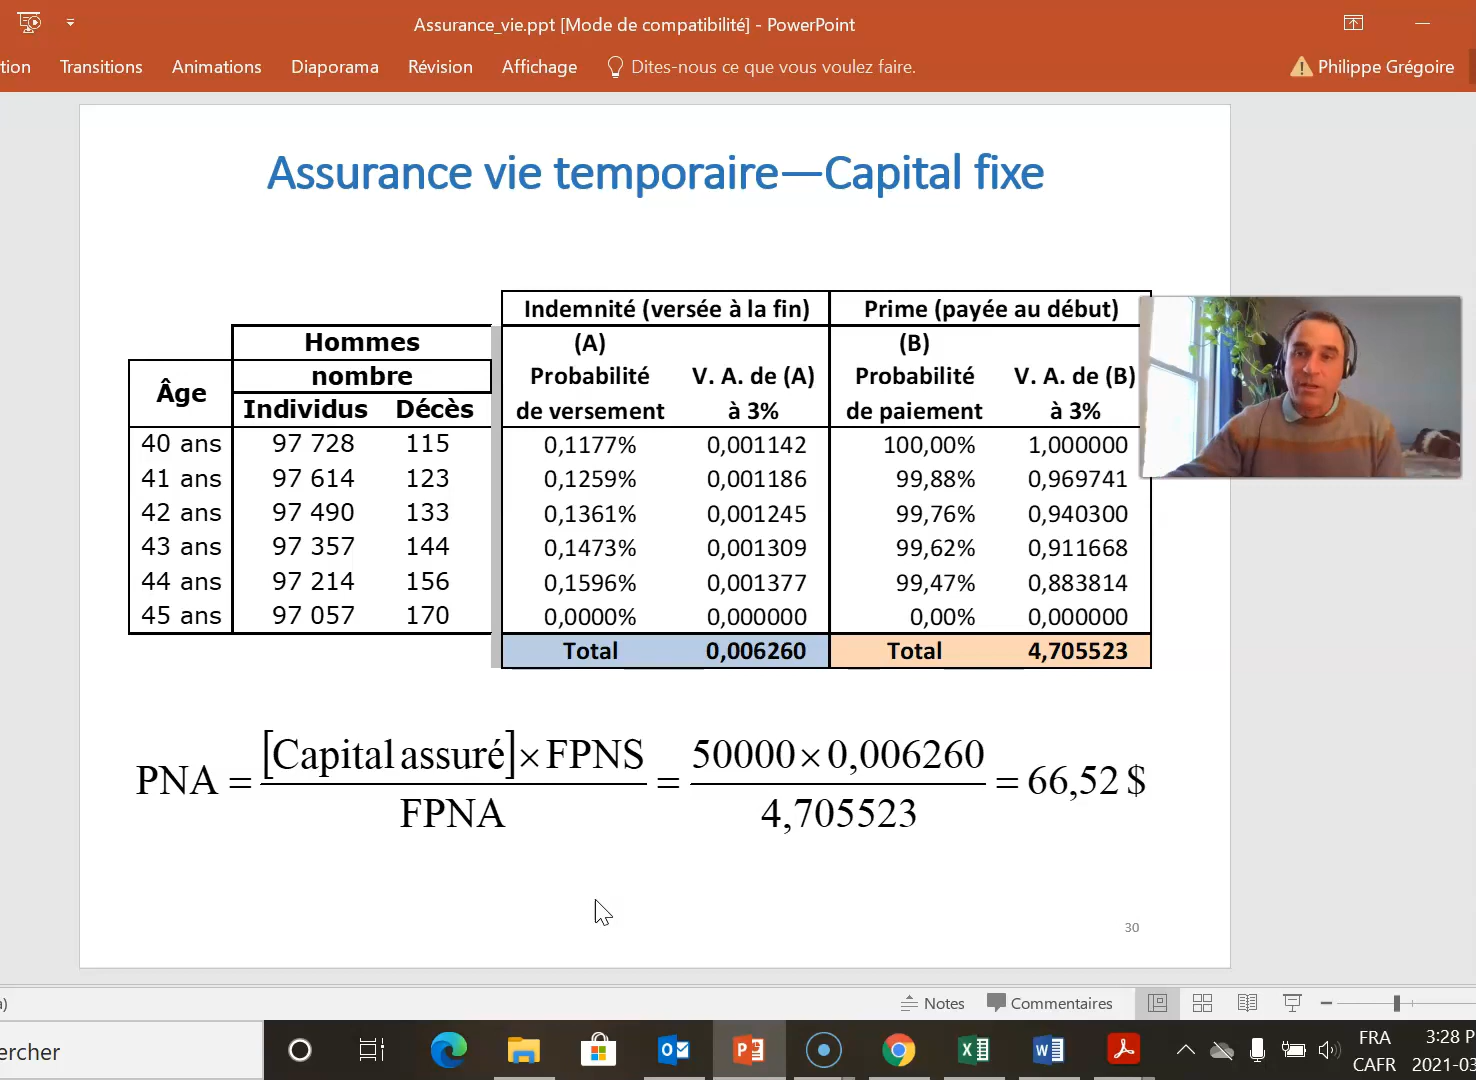 Assurance_vie.ppt [Mode de compatibilité] - PowerPoint
tion Transitions Animations Diaporama Révision Affichage Dites-nous ce que vous voulez faire. Philippe Grégoire
Assurance vie temporaire—Capital fixe
Indemnité (versée à la fin) Prime (payée au début)
Hommes (A) (B)
nombre Probabilité V. A. de (A) Probabilité V. A. de (B)
Âge Individus Décès de versement à 3% de paiement à 3%
40 ans 97 728 115 0,1177% 0,001142 100,00% 1,000000
41 ans 97 614 123 0,1259% 0,001186 99,88% 0,969741
42 ans 97 490 133 0,1361% 0,001245 99,76% 0,940300
43 ans 97 357 144 0,1473% 0,001309 99,62% 0,911668
44 ans 97 214 156 0,1596% 0,001377 99,47% 0,883814
45 ans 97 057 170 0,0000% 0,000000 0,00% 0,000000
Total 0,006260 Total 4,705523
PNA = [Capital assuré] × FPNS / FPNA = 50000 × 0,006260 / 4,705523 = 66,52 $
30
a) Notes Commentaires
ercher FRA 3:28 P
CAFR 2021-03